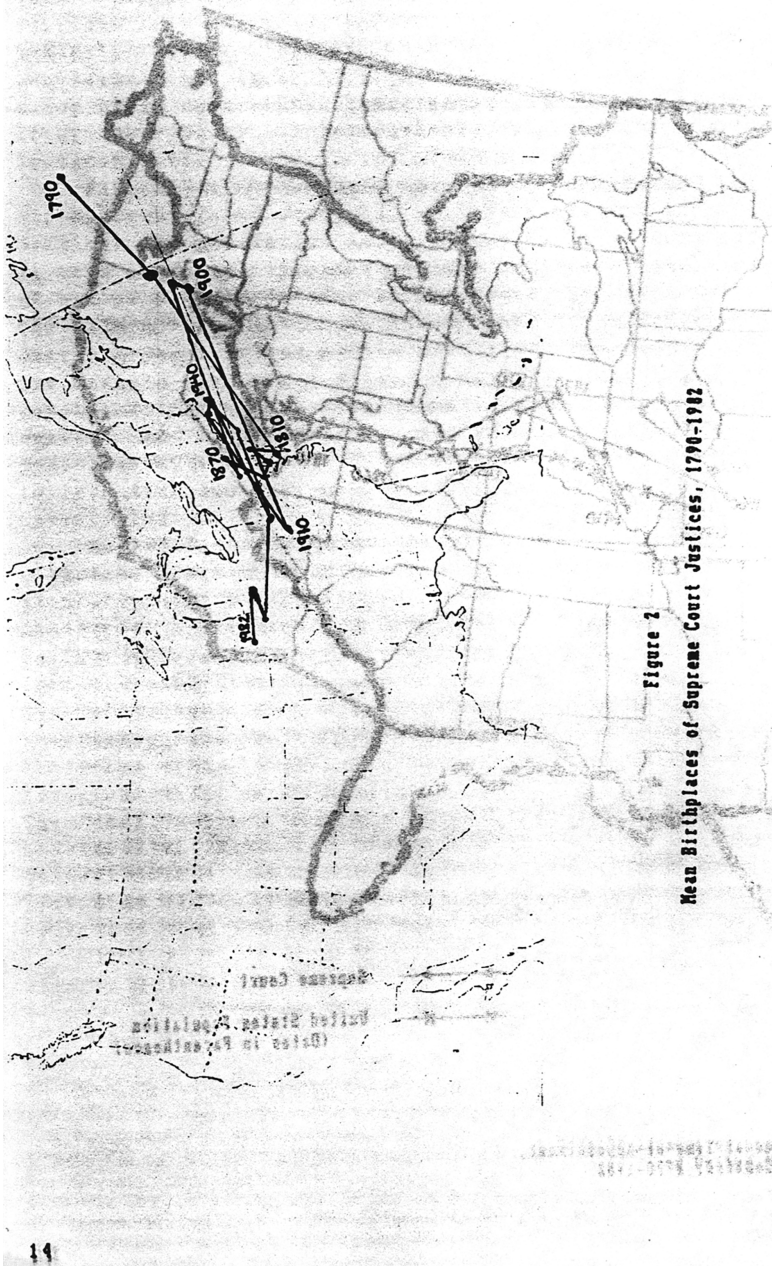 1790
1900
1940
1870
1810
1910
1982
Figure 2
Mean Birthplaces of Supreme Court Justices, 1790-1982
Supreme Court
United States Population
(Dates in Parentheses)
14